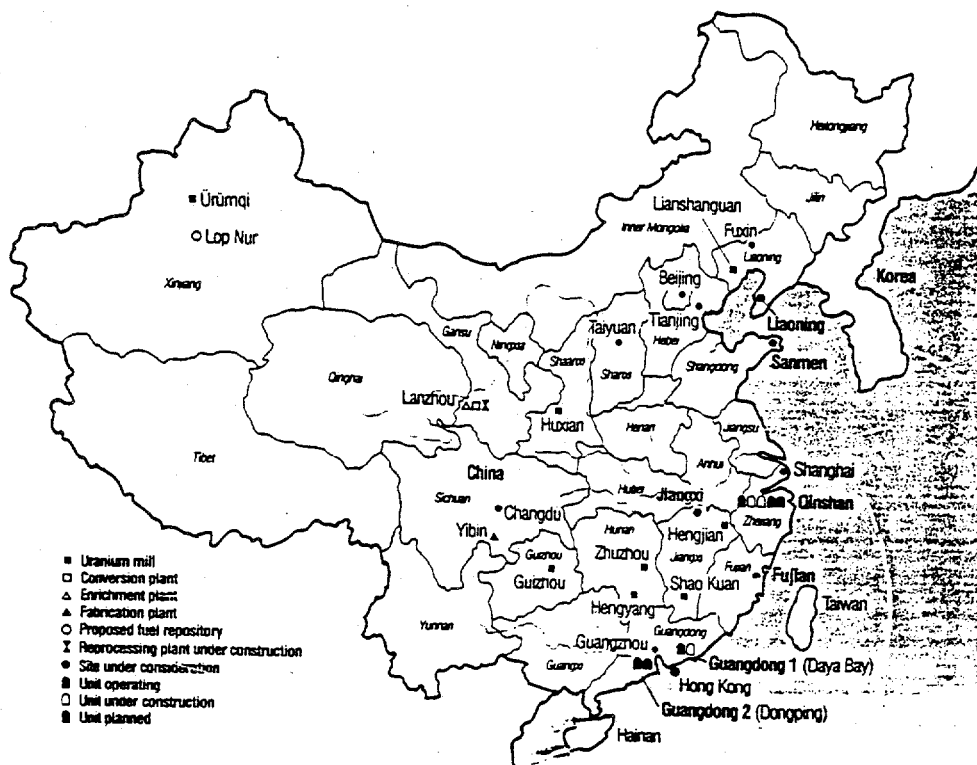 Heilongjiang
Jilin
Ürümqi
Lop Nur
Xinxiang
Lianshanguan
Inner Mongolia
Fuxin
Liaoning
Korea
Beijing
Tianjing
Liaoning
Sanmen
Gansu
Ningxia
Taiyuan
Hebei
Shaanxi
Shanxi
Shangdong
Qinghai
Lanzhou
Huxian
Henan
Jiangsu
Anhui
Tibet
China
Sichuan
Hubei
Jiangxi
Shanghai
Qinshan
Changdu
Yibin
Hengjian
Zhejiang
Hunan
Zhuzhou
Guizhou
Guizhou
Jiangxi
Fujian
Fujian
Shao Kuan
Taiwan
Hengyang
Yunnan
Guangxi
Guangzhou
Guangdong
Guangdong 1 (Daya Bay)
Hong Kong
Guangdong 2 (Dongping)
Hainan
Uranium mill
Conversion plant
Enrichment plant
Fabrication plant
Proposed fuel repository
Reprocessing plant under construction
Site under consideration
Unit operating
Unit under construction
Unit planned